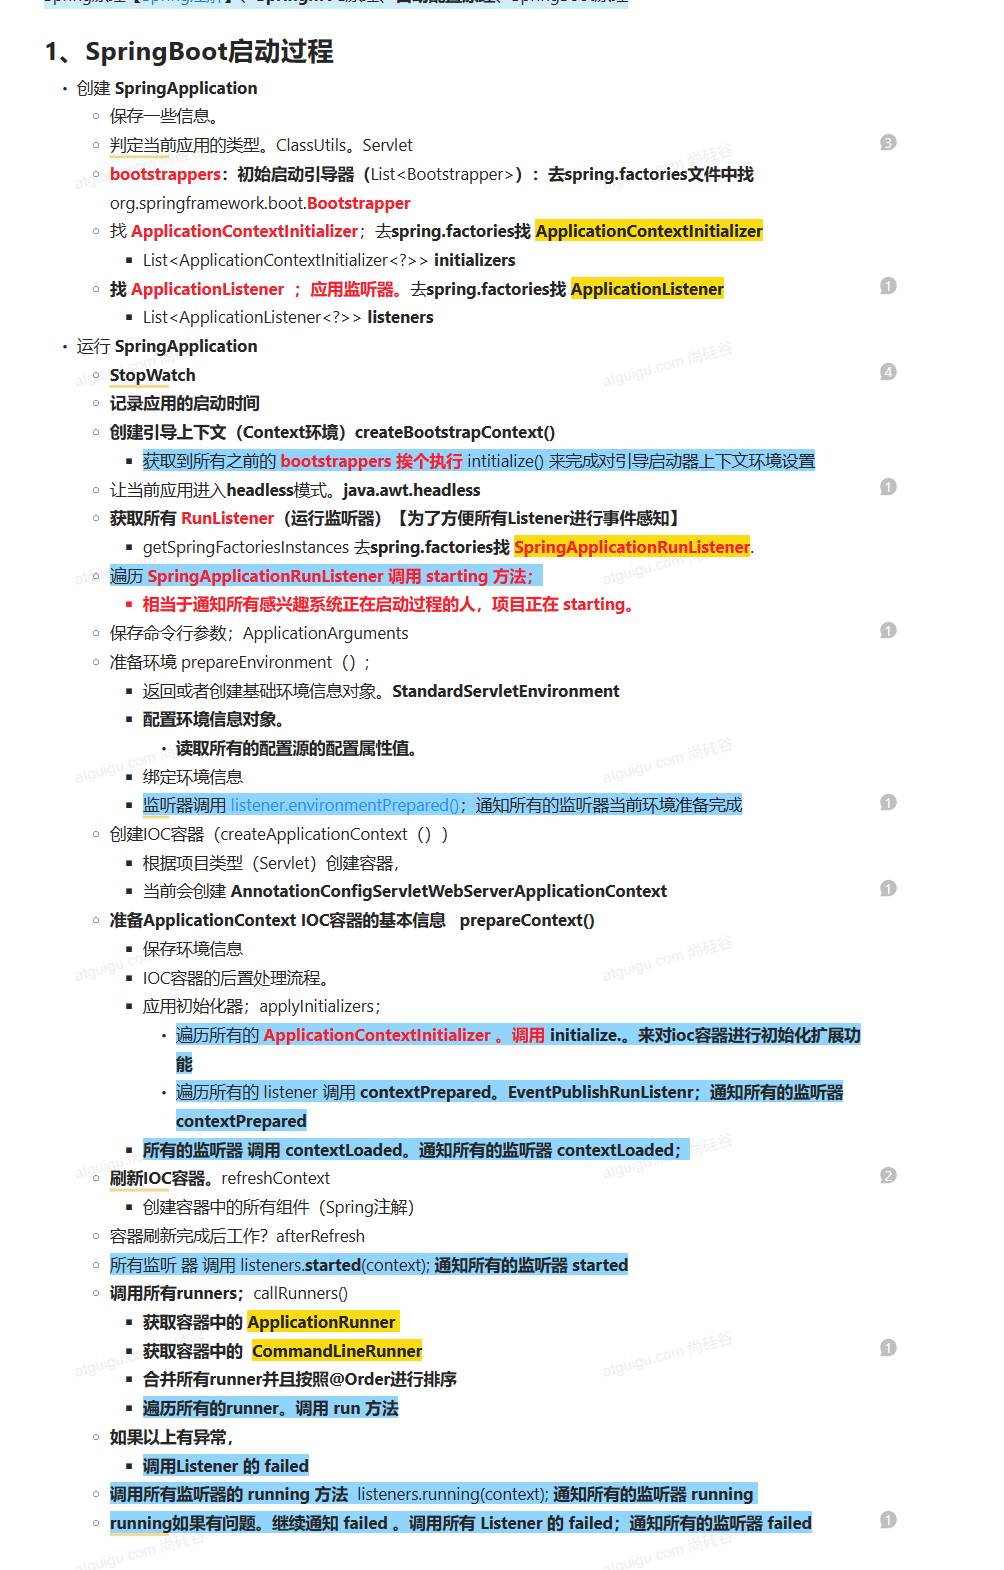 1、SpringBoot启动过程
• 创建 SpringApplication
○ 保存一些信息。
○ 判定当前应用的类型。ClassUtils。Servlet
3
○ bootstrappers：初始启动引导器（List<Bootstrapper>）：去spring.factories文件中找
org.springframework.boot.Bootstrapper
○ 找 ApplicationContextInitializer；去spring.factories找 ApplicationContextInitializer
▪ List<ApplicationContextInitializer<?>> initializers
○ 找 ApplicationListener ；应用监听器。去spring.factories找 ApplicationListener
1
▪ List<ApplicationListener<?>> listeners
• 运行 SpringApplication
○ StopWatch
4
○ 记录应用的启动时间
○ 创建引导上下文（Context环境）createBootstrapContext()
▪ 获取到所有之前的 bootstrappers 挨个执行 intitialize() 来完成对引导启动器上下文环境设置
○ 让当前应用进入headless模式。java.awt.headless
1
○ 获取所有 RunListener（运行监听器）【为了方便所有Listener进行事件感知】
▪ getSpringFactoriesInstances 去spring.factories找 SpringApplicationRunListener.
○ 遍历 SpringApplicationRunListener 调用 starting 方法；
▪ 相当于通知所有感兴趣系统正在启动过程的人，项目正在 starting。
○ 保存命令行参数；ApplicationArguments
1
○ 准备环境 prepareEnvironment（）;
▪ 返回或者创建基础环境信息对象。StandardServletEnvironment
▪ 配置环境信息对象。
• 读取所有的配置源的配置属性值。
▪ 绑定环境信息
▪ 监听器调用 listener.environmentPrepared()；通知所有的监听器当前环境准备完成
1
○ 创建IOC容器（createApplicationContext（））
▪ 根据项目类型（Servlet）创建容器，
▪ 当前会创建 AnnotationConfigServletWebServerApplicationContext
1
○ 准备ApplicationContext IOC容器的基本信息 prepareContext()
▪ 保存环境信息
▪ IOC容器的后置处理流程。
▪ 应用初始化器；applyInitializers；
• 遍历所有的 ApplicationContextInitializer 。调用 initialize.。来对ioc容器进行初始化扩展功
能
• 遍历所有的 listener 调用 contextPrepared。EventPublishRunListenr；通知所有的监听器
contextPrepared
▪ 所有的监听器 调用 contextLoaded。通知所有的监听器 contextLoaded；
○ 刷新IOC容器。refreshContext
2
▪ 创建容器中的所有组件（Spring注解）
○ 容器刷新完成后工作？afterRefresh
○ 所有监听 器 调用 listeners.started(context); 通知所有的监听器 started
○ 调用所有runners；callRunners()
▪ 获取容器中的 ApplicationRunner
▪ 获取容器中的 CommandLineRunner
1
▪ 合并所有runner并且按照@Order进行排序
▪ 遍历所有的runner。调用 run 方法
○ 如果以上有异常，
▪ 调用Listener 的 failed
○ 调用所有监听器的 running 方法 listeners.running(context); 通知所有的监听器 running
○ running如果有问题。继续通知 failed 。调用所有 Listener 的 failed；通知所有的监听器 failed
1
atguigu.com 尚硅谷